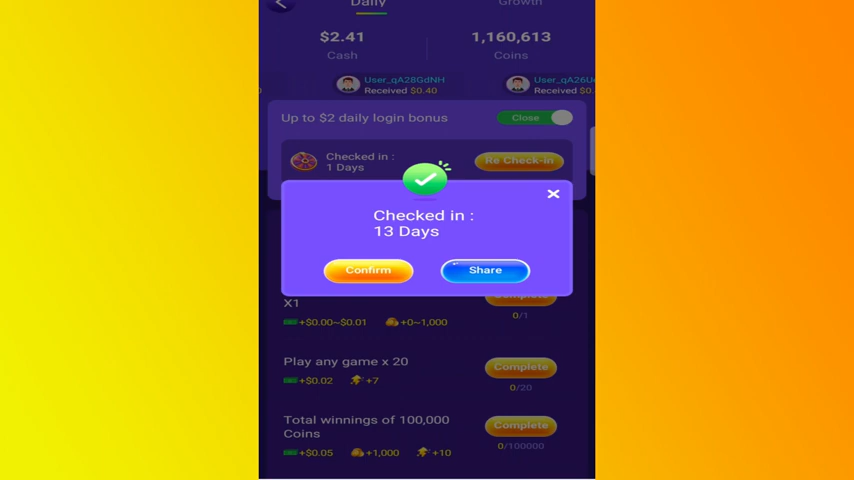 Daily
Growth
$2.41
Cash
1,160,613
Coins
User_qA28GdNH
Received $0.40
User_qA26U
Received $0.
Up to $2 daily login bonus
Close
Checked in :
1 Days
Re Check-in
Checked in :
13 Days
Confirm
Share
X1
Complete
+$0.00~$0.01
+0~1,000
0/1
Play any game x 20
Complete
+$0.02
+7
0/20
Total winnings of 100,000
Coins
Complete
+$0.05
+1,000
+10
0/100000